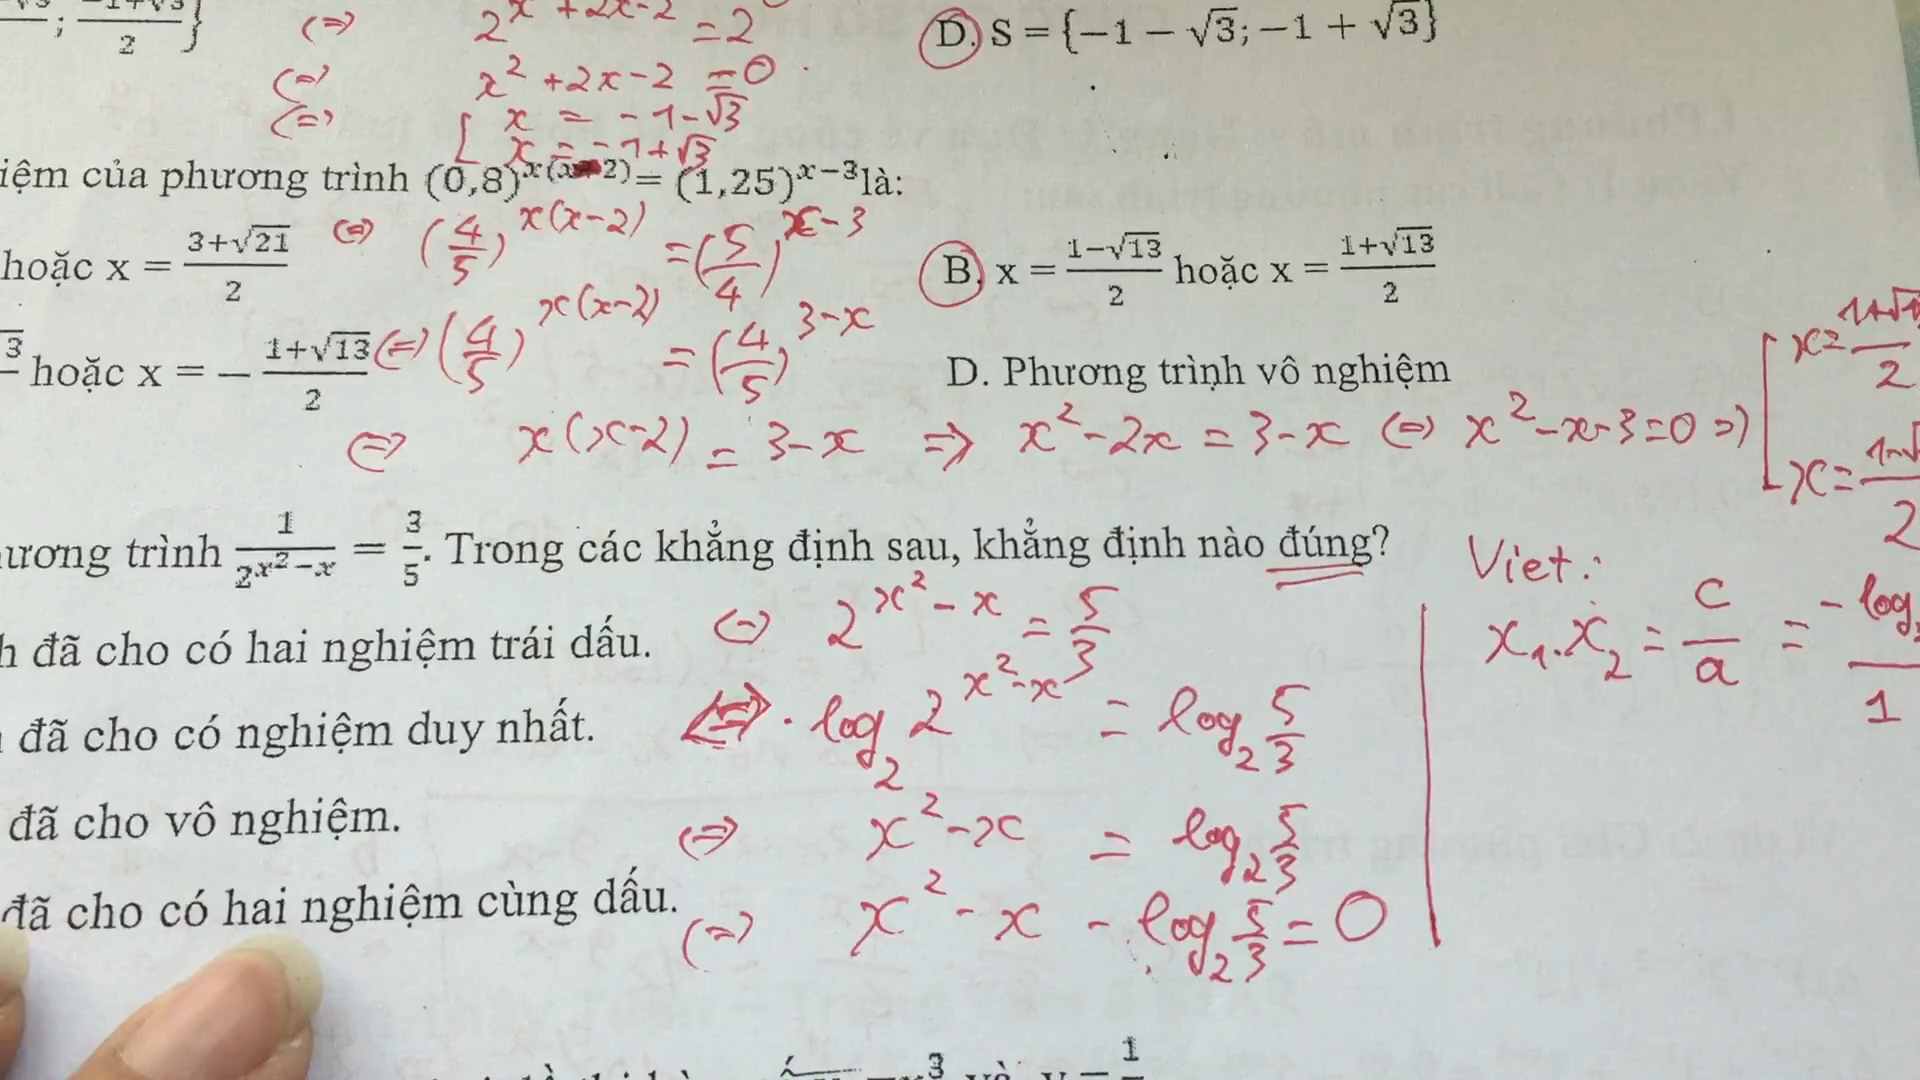 2^{x²+2x-2} = 2
D. S = {−1 − √3; −1 + √3}
⇔ x² + 2x - 2 = 0
⇔ [ x = -1-√3
x = -1+√3
iệm của phương trình (0,8)^{x(x-2)} = (1,25)^{x−3} là:
hoặc x = (3+√21)/2
⇔ (4/5)^{x(x-2)} = (5/4)^{x-3}
B. x = (1−√13)/2 hoặc x = (1+√13)/2
hoặc x = − (1+√13)/2
⇔ (4/5)^{x(x-2)} = (4/5)^{3-x}
D. Phương trình vô nghiệm
⇔ x(x-2) = 3-x ⇒ x² - 2x = 3-x ⇔ x² - x - 3 = 0 ⇒
ương trình 1/2^{x²−x} = 3/5. Trong các khẳng định sau, khẳng định nào đúng?
Viet:
đã cho có hai nghiệm trái dấu.
⇔ 2^{x²-x} = 5/3
x₁.x₂ = c/a = -log / 1
đã cho có nghiệm duy nhất.
⇔ log₂ 2^{x²-x} = log₂ 5/3
đã cho vô nghiệm.
⇔ x² - x = log₂ 5/3
đã cho có hai nghiệm cùng dấu.
⇔ x² - x - log₂ 5/3 = 0